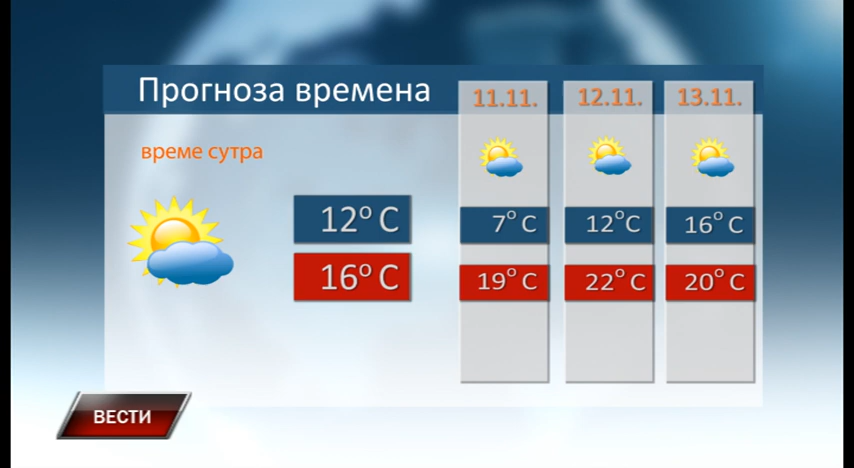 Прогноза времена
време сутра
12° C
16° C
11.11.
7° C
19° C
12.11.
12°C
22° C
13.11.
16° C
20° C
ВЕСТИ